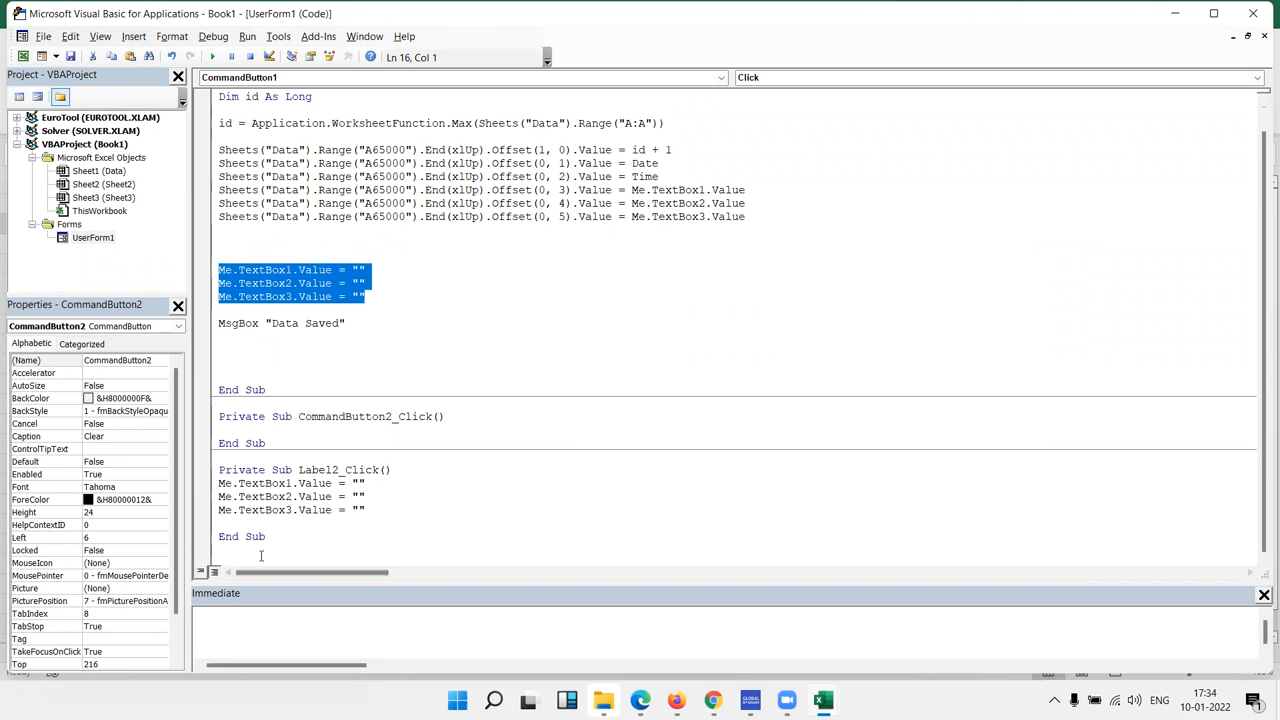 Microsoft Visual Basic for Applications - Book1 - [UserForm1 (Code)]
File Edit View Insert Format Debug Run Tools Add-Ins Window Help
Ln 16, Col 1
Project - VBAProject
CommandButton1
Click
EuroTool (EUROTOOL.XLAM)
Solver (SOLVER.XLAM)
VBAProject (Book1)
Microsoft Excel Objects
Sheet1 (Data)
Sheet2 (Sheet2)
Sheet3 (Sheet3)
ThisWorkbook
Forms
UserForm1
Dim id As Long
id = Application.WorksheetFunction.Max(Sheets("Data").Range("A:A"))
Sheets("Data").Range("A65000").End(xlUp).Offset(1, 0).Value = id + 1
Sheets("Data").Range("A65000").End(xlUp).Offset(0, 1).Value = Date
Sheets("Data").Range("A65000").End(xlUp).Offset(0, 2).Value = Time
Sheets("Data").Range("A65000").End(xlUp).Offset(0, 3).Value = Me.TextBox1.Value
Sheets("Data").Range("A65000").End(xlUp).Offset(0, 4).Value = Me.TextBox2.Value
Sheets("Data").Range("A65000").End(xlUp).Offset(0, 5).Value = Me.TextBox3.Value
Me.TextBox1.Value = ""
Me.TextBox2.Value = ""
Me.TextBox3.Value = ""
MsgBox "Data Saved"
End Sub
Private Sub CommandButton2_Click()
End Sub
Private Sub Label2_Click()
Me.TextBox1.Value = ""
Me.TextBox2.Value = ""
Me.TextBox3.Value = ""
End Sub
Properties - CommandButton2
CommandButton2 CommandButton
Alphabetic Categorized
(Name) CommandButton2
Accelerator
AutoSize False
BackColor &H8000000F&
BackStyle 1 - fmBackStyleOpaqu
Cancel False
Caption Clear
ControlTipText
Default False
Enabled True
Font Tahoma
ForeColor &H80000012&
Height 24
HelpContextID 0
Left 6
Locked False
MouseIcon (None)
MousePointer 0 - fmMousePointerDe
Picture (None)
PicturePosition 7 - fmPicturePositionA
TabIndex 8
TabStop True
Tag
TakeFocusOnClick True
Top 216
Immediate
ENG
17:34
10-01-2022